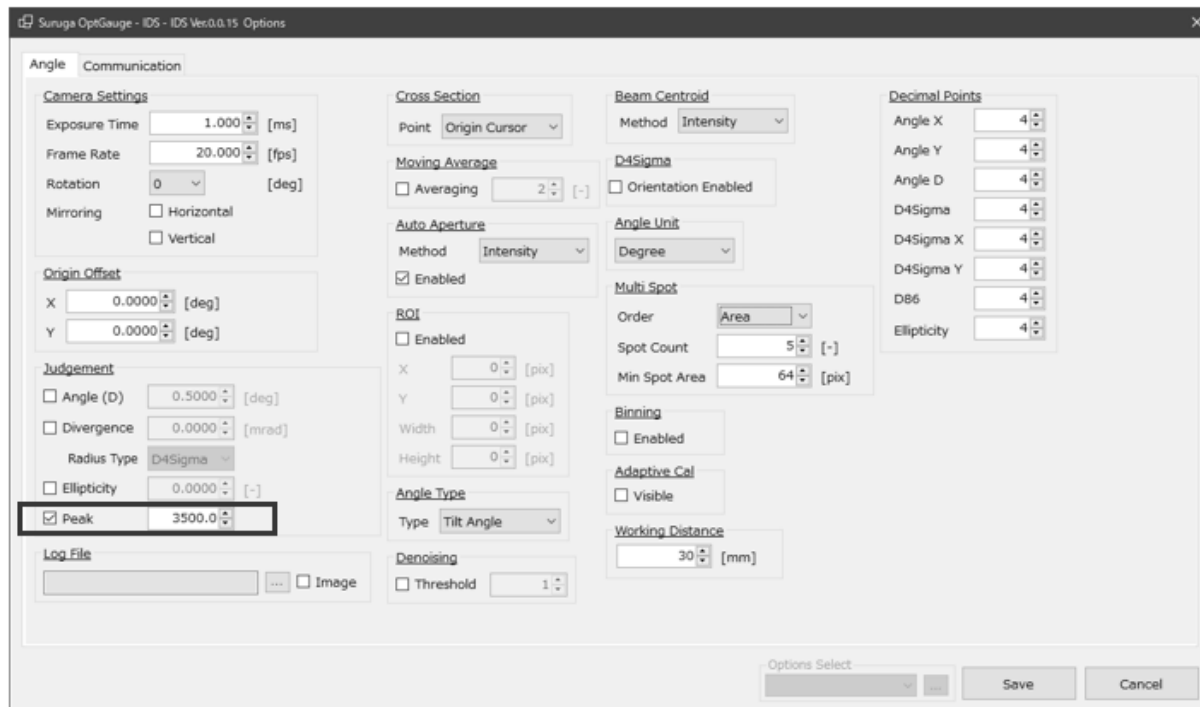 Suruga OptGauge - IDS - IDS Ver.0.0.15 Options
Angle
Communication
Camera Settings
Exposure Time 1.000 [ms]
Frame Rate 20.000 [fps]
Rotation 0 [deg]
Mirroring Horizontal
Vertical
Origin Offset
X 0.0000 [deg]
Y 0.0000 [deg]
Judgement
Angle (D) 0.5000 [deg]
Divergence 0.0000 [mrad]
Radius Type D4Sigma
Ellipticity 0.0000 [-]
Peak 3500.0
Log File
... Image
Cross Section
Point Origin Cursor
Moving Average
Averaging 2 [-]
Auto Aperture
Method Intensity
Enabled
ROI
Enabled
X 0 [pix]
Y 0 [pix]
Width 0 [pix]
Height 0 [pix]
Angle Type
Type Tilt Angle
Denoising
Threshold 1
Beam Centroid
Method Intensity
D4Sigma
Orientation Enabled
Angle Unit
Degree
Multi Spot
Order Area
Spot Count 5 [-]
Min Spot Area 64 [pix]
Binning
Enabled
Adaptive Cal
Visible
Working Distance
30 [mm]
Decimal Points
Angle X 4
Angle Y 4
Angle D 4
D4Sigma 4
D4Sigma X 4
D4Sigma Y 4
D86 4
Ellipticity 4
Options Select
...
Save
Cancel